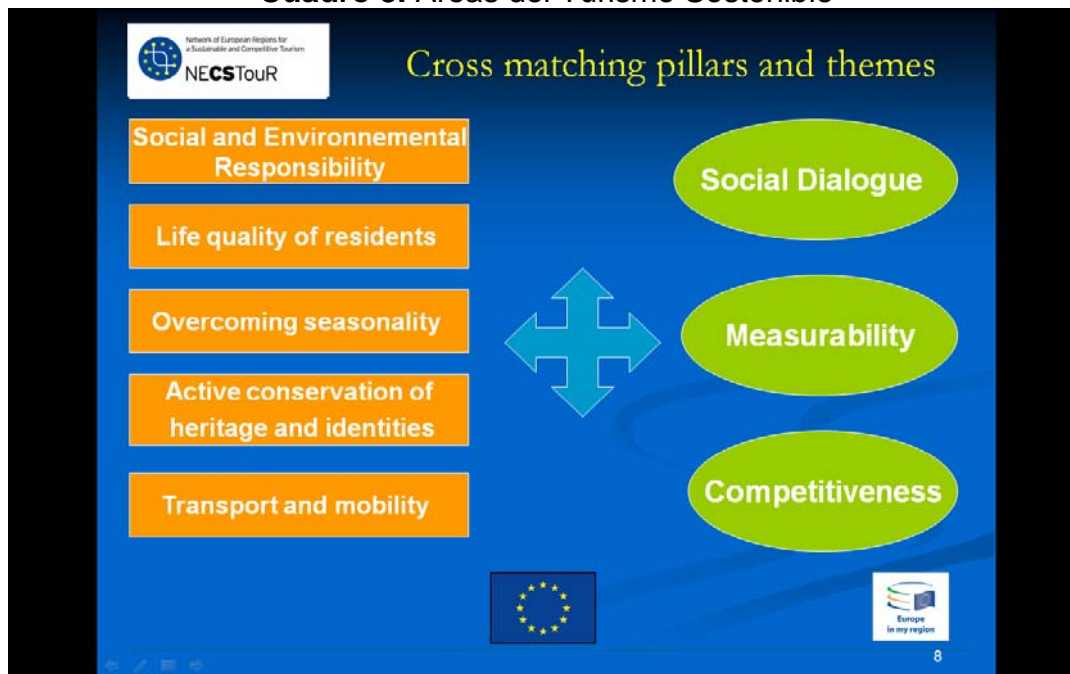 Cuadro Áreas del Turismo Sostenible
Network of European Regions for
a Sustainable and Competitive Tourism
NECSTouR
Cross matching pillars and themes
Social and Environnemental
Responsibility
Life quality of residents
Overcoming seasonality
Active conservation of
heritage and identities
Transport and mobility
Social Dialogue
Measurability
Competitiveness
Europe
in my region
8